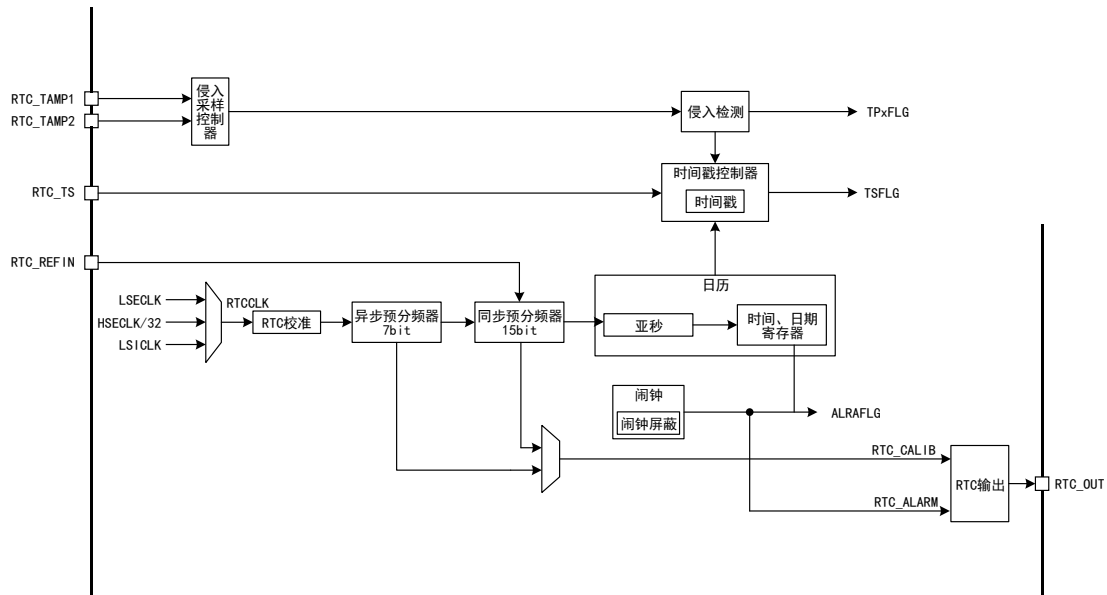 RTC_TAMP1
RTC_TAMP2
侵入
采样
控制
器
侵入检测
TPxFLG
RTC_TS
时间戳控制器
时间戳
TSFLG
RTC_REFIN
LSECLK
HSECLK/32
LSICLK
RTCCLK
RTC校准
异步预分频器
7bit
同步预分频器
15bit
日历
亚秒
时间、日期
寄存器
闹钟
闹钟屏蔽
ALRAFLG
RTC_CALIB
RTC_ALARM
RTC输出
RTC_OUT